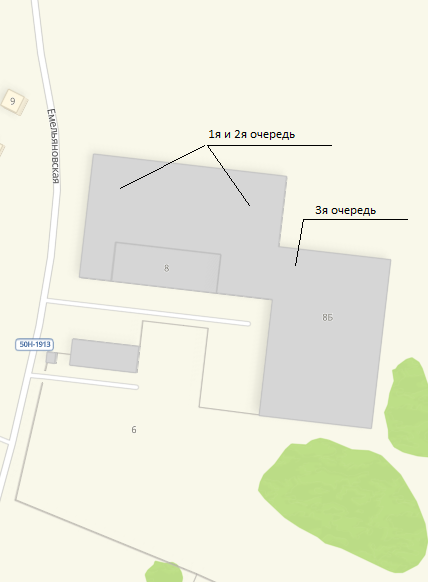 9
Емельяновская
1я и 2я очередь
3я очередь
8
8Б
50Н-1913
6